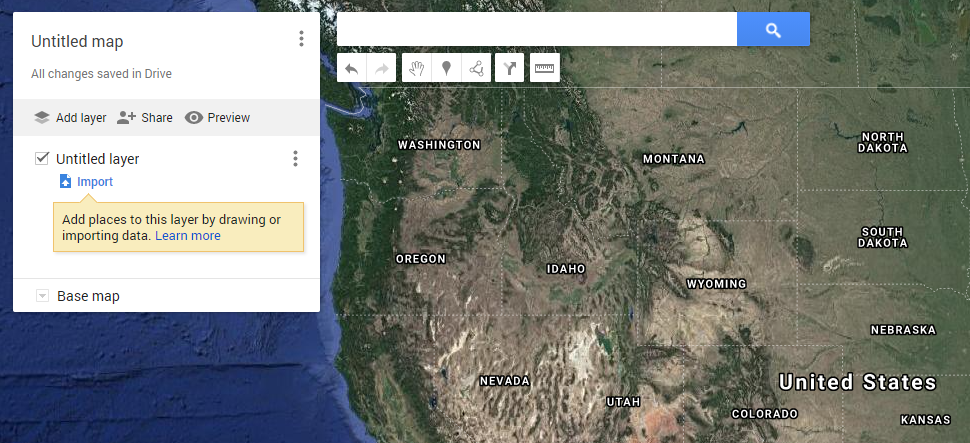 Untitled map
All changes saved in Drive
Add layer Share Preview
Untitled layer
Import
Add places to this layer by drawing or
importing data. Learn more
Base map
WASHINGTON
MONTANA
NORTH
DAKOTA
OREGON
IDAHO
SOUTH
DAKOTA
WYOMING
NEBRASKA
NEVADA
United States
UTAH
COLORADO
KANSAS